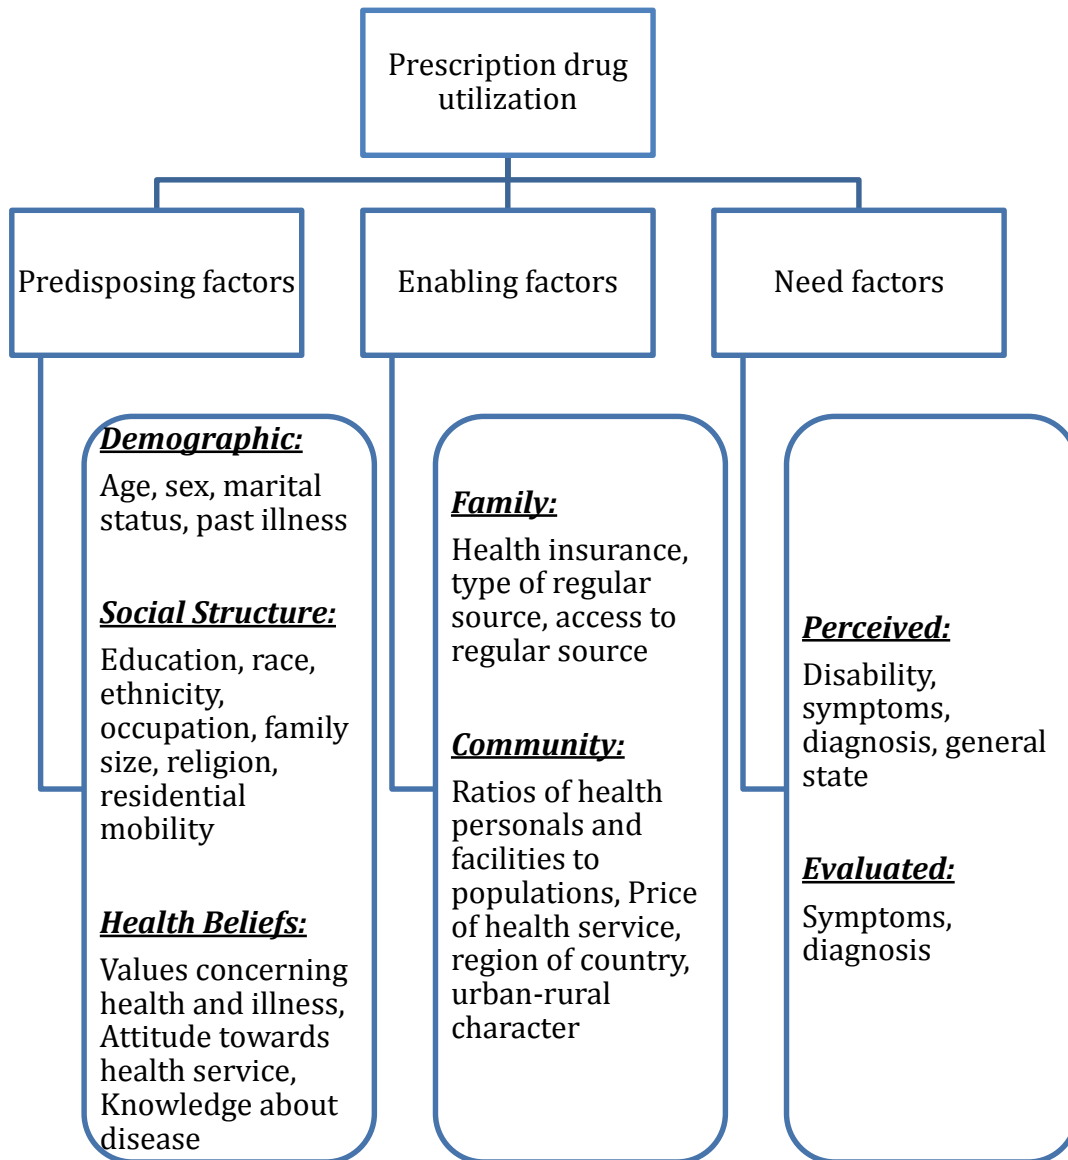 Prescription drug
utilization
Predisposing factors
Enabling factors
Need factors
Demographic:
Age, sex, marital
status, past illness
Social Structure:
Education, race,
ethnicity,
occupation, family
size, religion,
residential
mobility
Health Beliefs:
Values concerning
health and illness,
Attitude towards
health service,
Knowledge about
disease
Family:
Health insurance,
type of regular
source, access to
regular source
Community:
Ratios of health
personals and
facilities to
populations, Price
of health service,
region of country,
urban-rural
character
Perceived:
Disability,
symptoms,
diagnosis, general
state
Evaluated:
Symptoms,
diagnosis